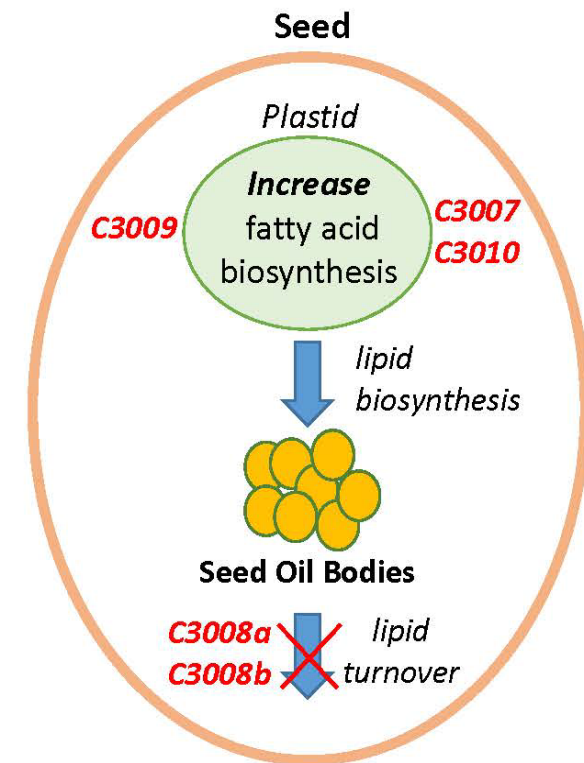 Seed
Plastid
Increase
C3009
fatty acid
C3007
C3010
biosynthesis
lipid
biosynthesis
Seed Oil Bodies
C3008a
lipid
C3008b
turnover